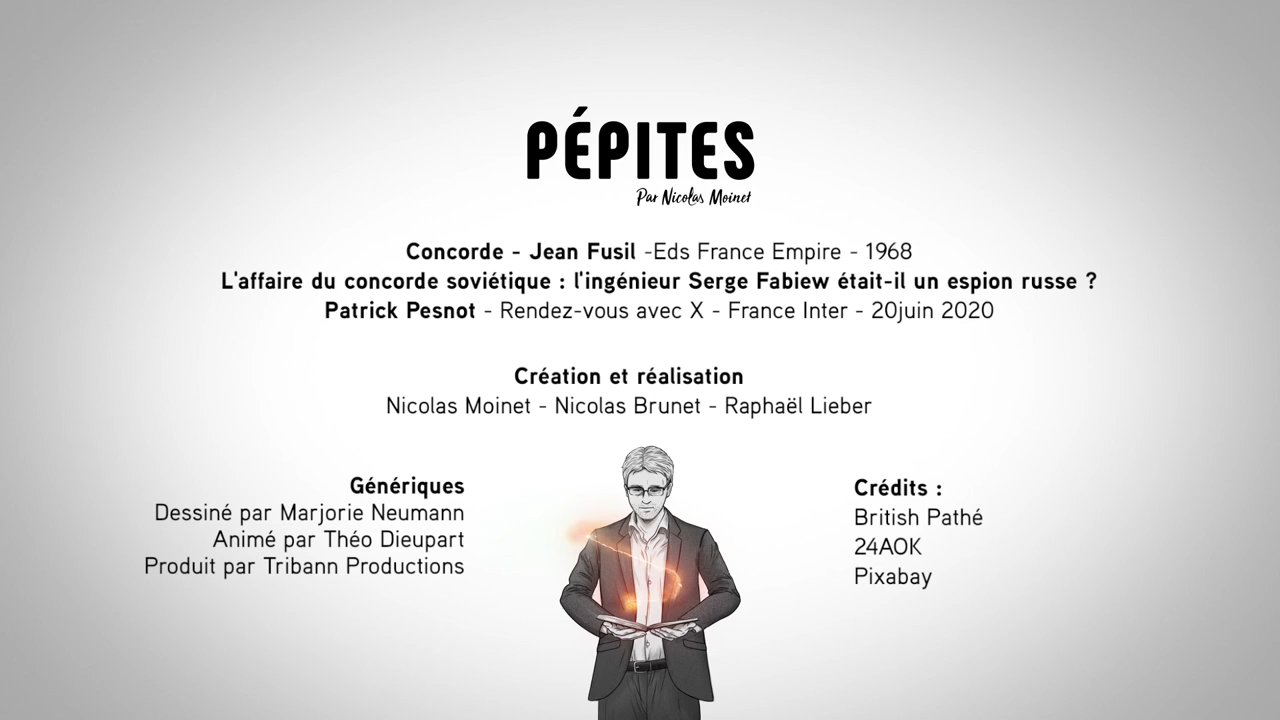 PÉPITES
Par Nicolas Moinet
Concorde - Jean Fusil -Eds France Empire - 1968
L'affaire du concorde soviétique : l'ingénieur Serge Fabiew était-il un espion russe ?
Patrick Pesnot - Rendez-vous avec X - France Inter - 20juin 2020
Création et réalisation
Nicolas Moinet - Nicolas Brunet - Raphaël Lieber
Génériques
Dessiné par Marjorie Neumann
Animé par Théo Dieupart
Produit par Tribann Productions
Crédits :
British Pathé
24AOK
Pixabay